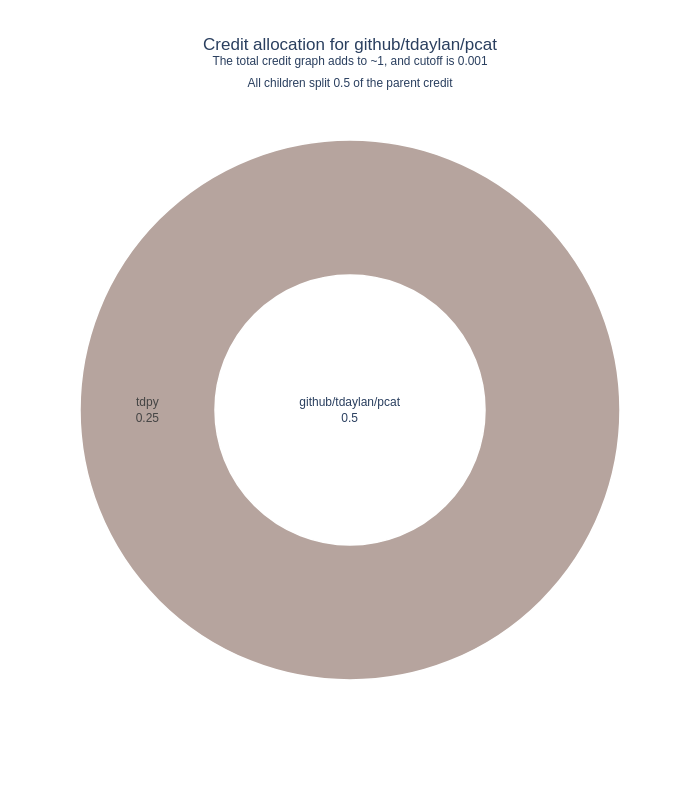 Credit allocation for github/tdaylan/pcat
The total credit graph adds to ~1, and cutoff is 0.001
All children split 0.5 of the parent credit
tdpy
0.25
github/tdaylan/pcat
0.5